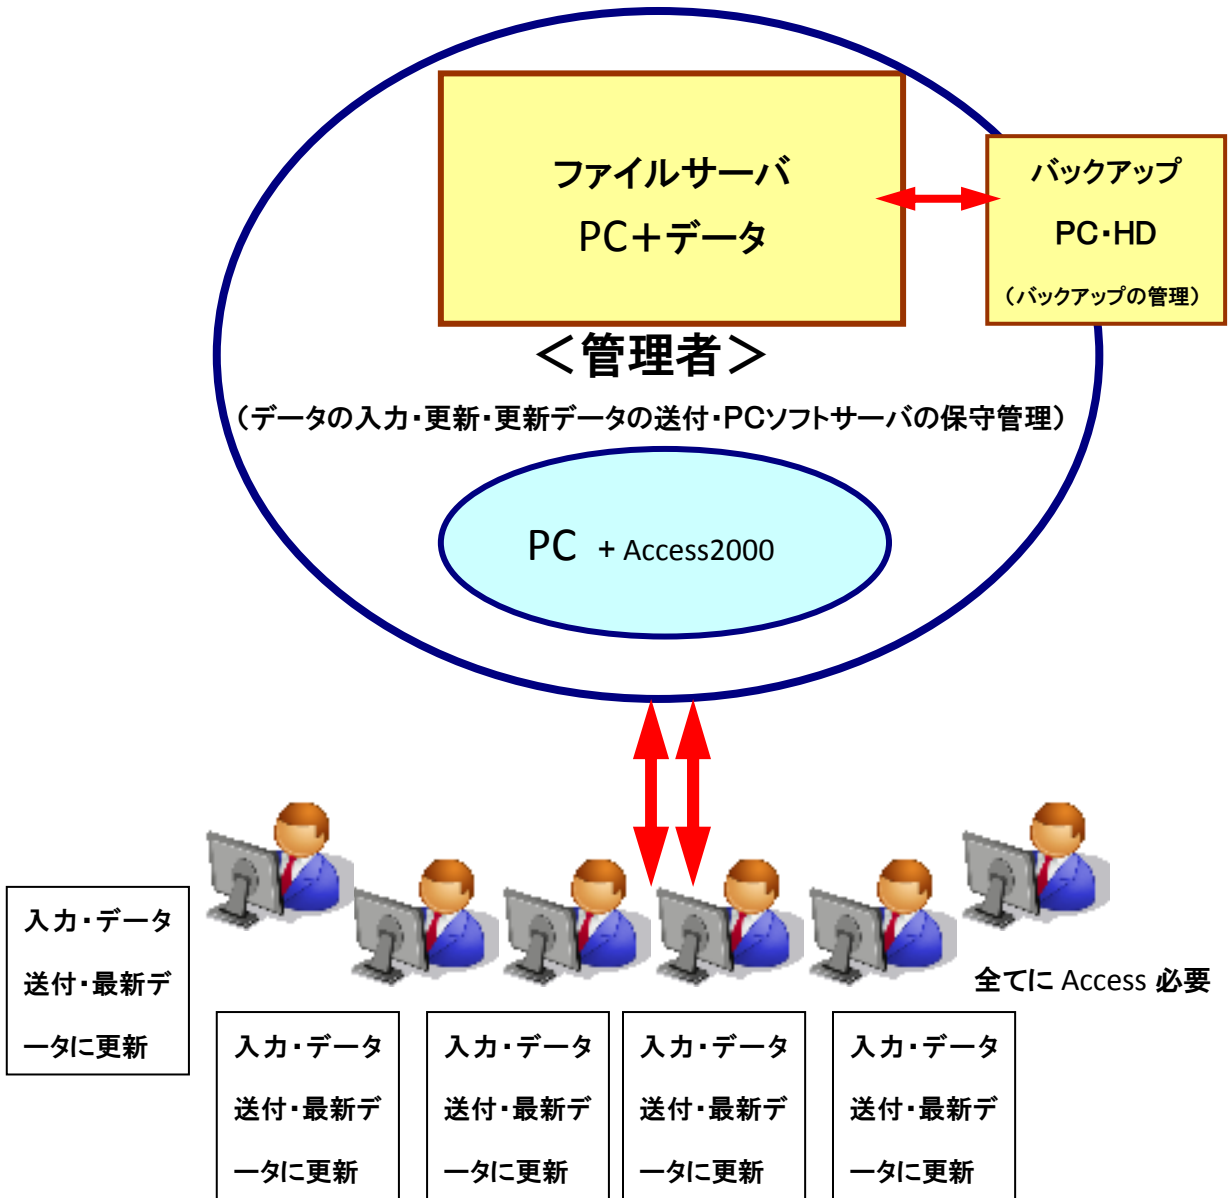 ファイルサーバ
PC＋データ
バックアップ
PC・HD
（バックアップの管理）
＜管理者＞
（データの入力・更新・更新データの送付・PCソフトサーバの保守管理）
PC + Access2000
全てに Access 必要
入力・データ
送付・最新デ
ータに更新
入力・データ
送付・最新デ
ータに更新
入力・データ
送付・最新デ
ータに更新
入力・データ
送付・最新デ
ータに更新
入力・データ
送付・最新デ
ータに更新